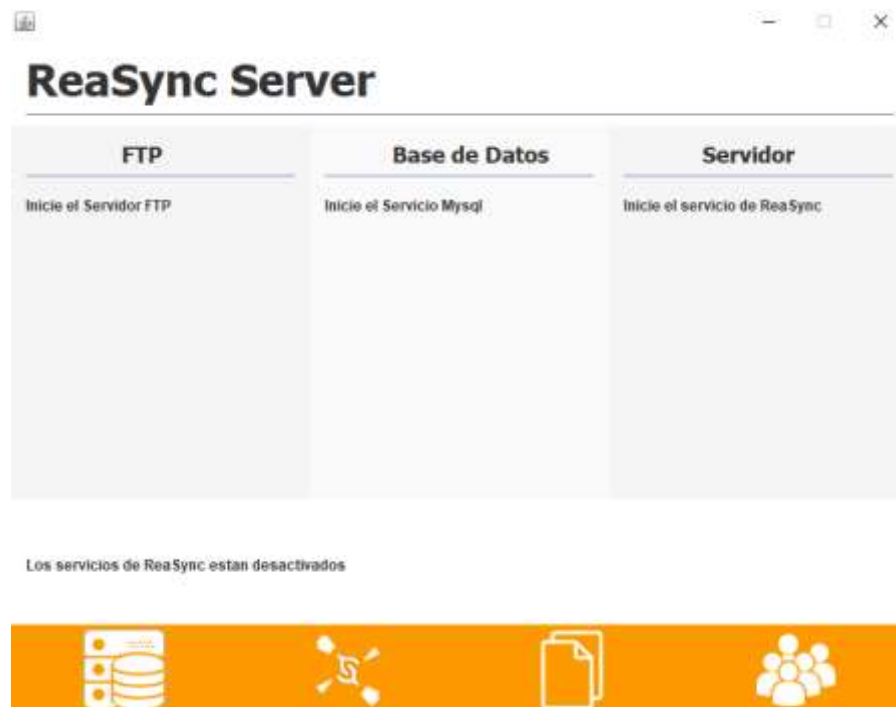 ReaSync Server
FTP
Base de Datos
Servidor
Inicie el Servidor FTP
Inicie el Servicio Mysql
Inicie el servicio de ReaSync
Los servicios de ReaSync estan desactivados